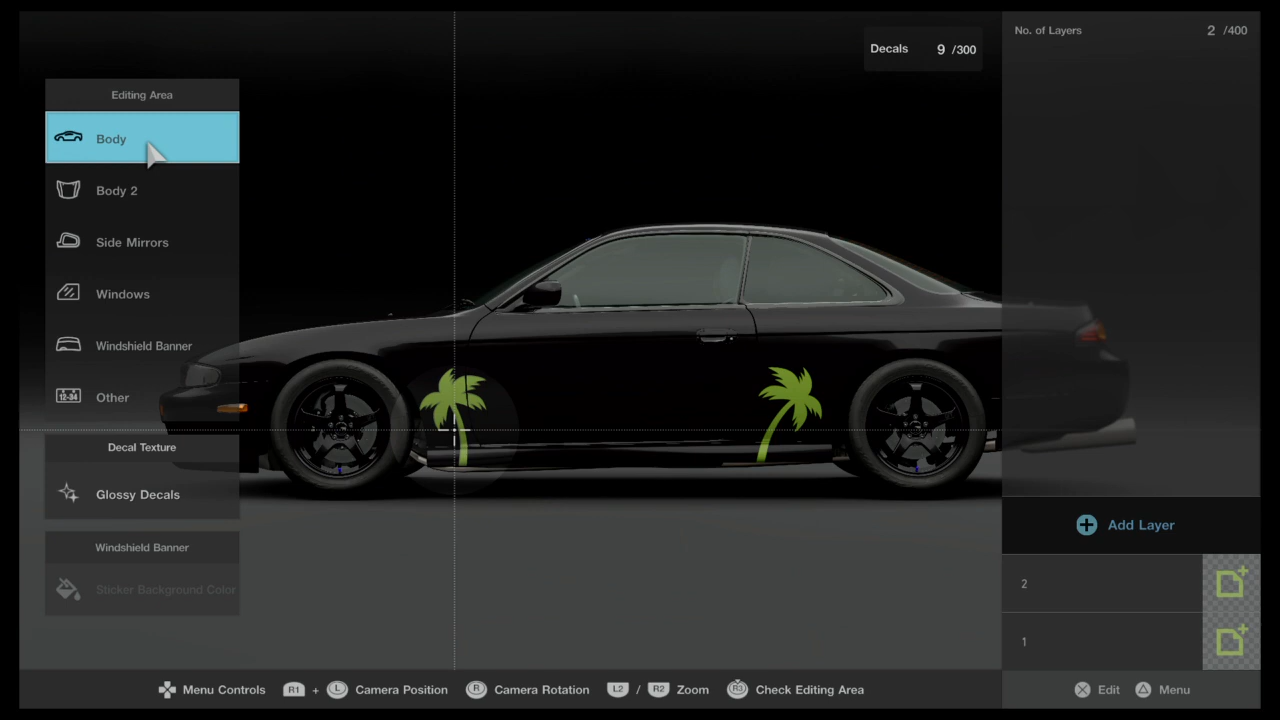 No. of Layers 2 /400
Decals 9 /300
Editing Area
Body
Body 2
Side Mirrors
Windows
Windshield Banner
12-34 Other
Decal Texture
Glossy Decals
Windshield Banner
Sticker Background Color
Add Layer
2
1
Menu Controls R1 + L Camera Position R Camera Rotation L2 / R2 Zoom R3 Check Editing Area Edit Menu